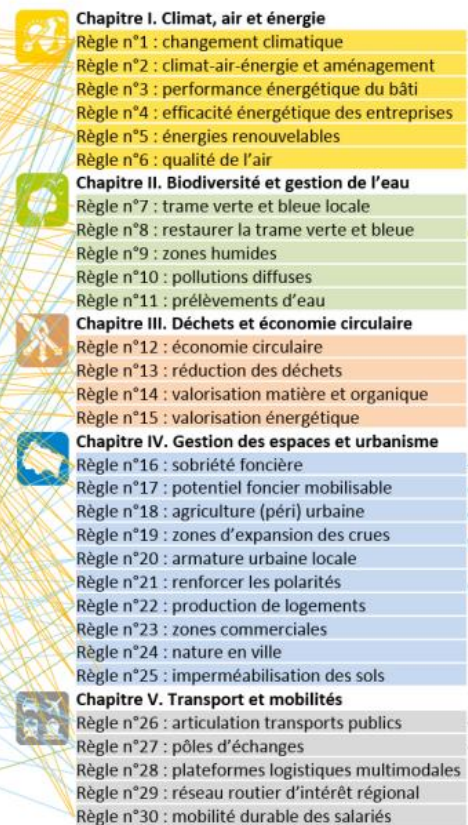 Chapitre I. Climat, air et énergie
Règle n°1 : changement climatique
Règle n°2 : climat-air-énergie et aménagement
Règle n°3 : performance énergétique du bâti
Règle n°4 : efficacité énergétique des entreprises
Règle n°5 : énergies renouvelables
Règle n°6 : qualité de l'air
Chapitre II. Biodiversité et gestion de l'eau
Règle n°7 : trame verte et bleue locale
Règle n°8 : restaurer la trame verte et bleue
Règle n°9 : zones humides
Règle n°10 : pollutions diffuses
Règle n°11 : prélèvements d'eau
Chapitre III. Déchets et économie circulaire
Règle n°12 : économie circulaire
Règle n°13 : réduction des déchets
Règle n°14 : valorisation matière et organique
Règle n°15 : valorisation énergétique
Chapitre IV. Gestion des espaces et urbanisme
Règle n°16 : sobriété foncière
Règle n°17 : potentiel foncier mobilisable
Règle n°18 : agriculture (péri) urbaine
Règle n°19 : zones d'expansion des crues
Règle n°20 : armature urbaine locale
Règle n°21 : renforcer les polarités
Règle n°22 : production de logements
Règle n°23 : zones commerciales
Règle n°24 : nature en ville
Règle n°25 : imperméabilisation des sols
Chapitre V. Transport et mobilités
Règle n°26 : articulation transports publics
Règle n°27 : pôles d'échanges
Règle n°28 : plateformes logistiques multimodales
Règle n°29 : réseau routier d'intérêt régional
Règle n°30 : mobilité durable des salariés